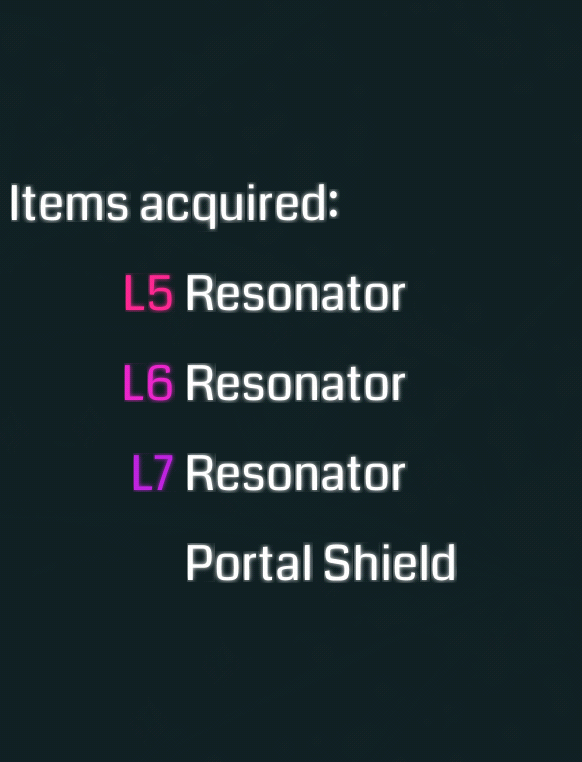 Items acquired:
L5 Resonator
L6 Resonator
L7 Resonator
Portal Shield